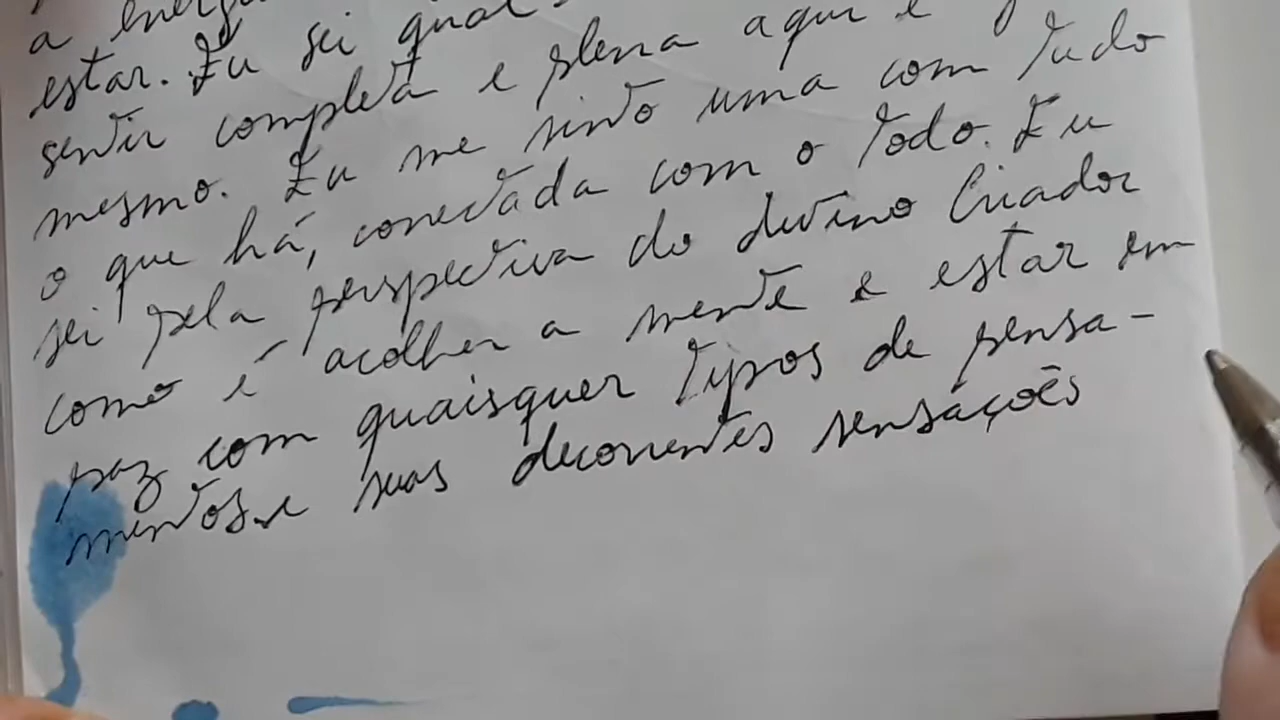 a energia
estar. Eu sei qual
sentir completa e plena aqui e
mesmo. Eu me sinto uma com tudo
o que há, conectada com o Todo. Eu
sei pela perspectiva do divino Criador
como é acolher a mente e estar em
paz com quaisquer tipos de pensa-
mentos e suas decorrentes sensações